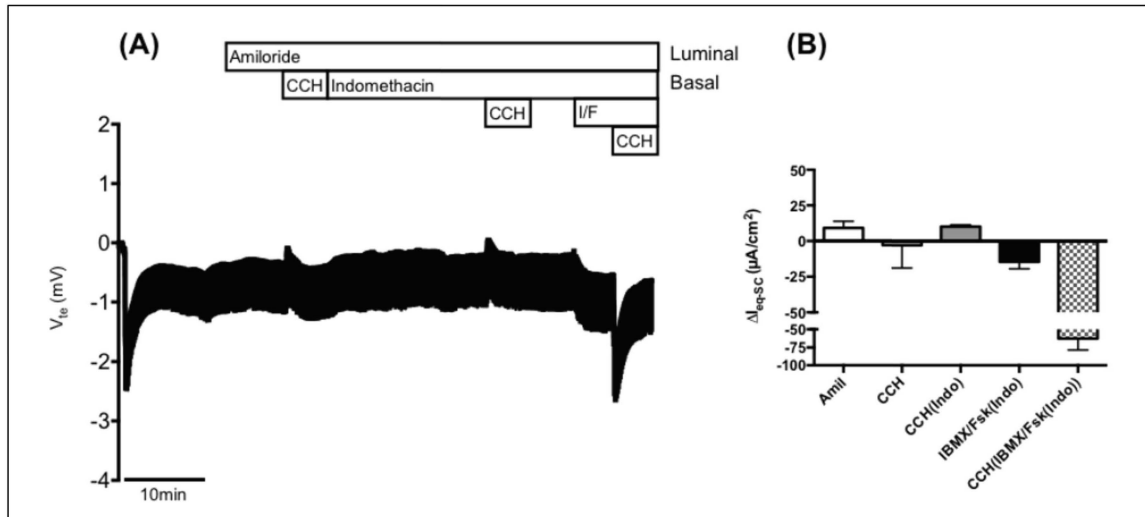 (A)
Amiloride
Luminal
CCH
Indomethacin
Basal
CCH
I/F
CCH
2
1
0
-1
-2
-3
-4
Vte (mV)
10min
(B)
50
25
0
-25
-50
-50
-75
-100
ΔIeq-SC (µA/cm²)
Amil
CCH
CCH(Indo)
IBMX/Fsk(Indo)
CCH(IBMX/Fsk(Indo))